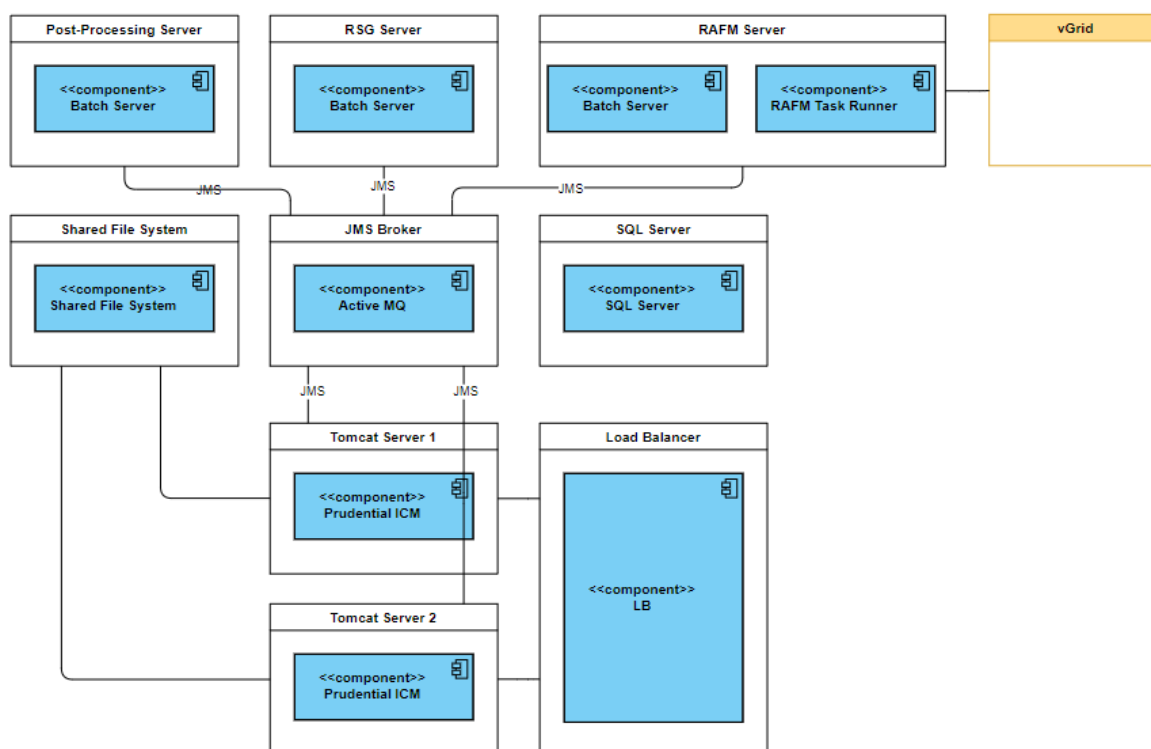 Post-Processing Server
RSG Server
RAFM Server
vGrid
<<component>>
Batch Server
<<component>>
Batch Server
<<component>>
Batch Server
<<component>>
RAFM Task Runner
JMS
JMS
JMS
Shared File System
JMS Broker
SQL Server
<<component>>
Shared File System
<<component>>
Active MQ
<<component>>
SQL Server
JMS
JMS
Tomcat Server 1
Load Balancer
<<component>>
Prudential ICM
<<component>>
LB
Tomcat Server 2
<<component>>
Prudential ICM